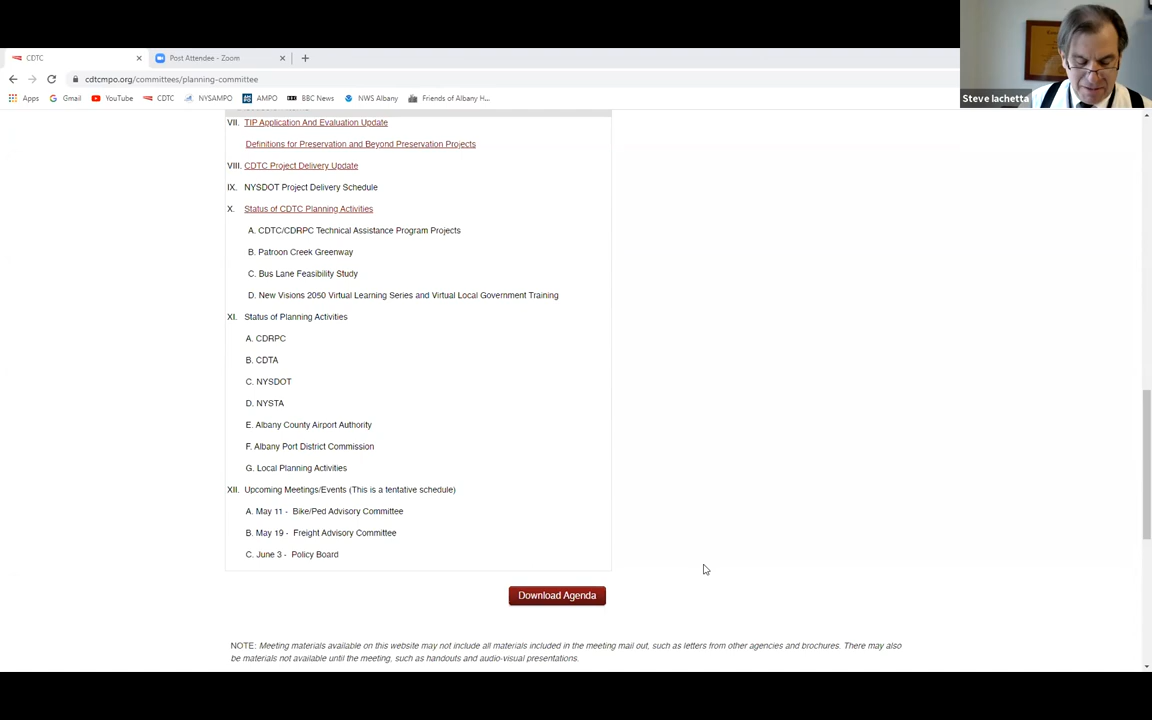 CDTC
Post Attendee - Zoom
cdtcmpo.org/committees/planning-committee
Apps Gmail YouTube CDTC NYSAMPO AMPO BBC News NWS Albany Friends of Albany H...
Steve Iachetta
VII. TIP Application And Evaluation Update
Definitions for Preservation and Beyond Preservation Projects
VIII. CDTC Project Delivery Update
IX. NYSDOT Project Delivery Schedule
X. Status of CDTC Planning Activities
A. CDTC/CDRPC Technical Assistance Program Projects
B. Patroon Creek Greenway
C. Bus Lane Feasibility Study
D. New Visions 2050 Virtual Learning Series and Virtual Local Government Training
XI. Status of Planning Activities
A. CDRPC
B. CDTA
C. NYSDOT
D. NYSTA
E. Albany County Airport Authority
F. Albany Port District Commission
G. Local Planning Activities
XII. Upcoming Meetings/Events (This is a tentative schedule)
A. May 11 - Bike/Ped Advisory Committee
B. May 19 - Freight Advisory Committee
C. June 3 - Policy Board
Download Agenda
NOTE: Meeting materials available on this website may not include all materials included in the meeting mail out, such as letters from other agencies and brochures. There may also
be materials not available until the meeting, such as handouts and audio-visual presentations.